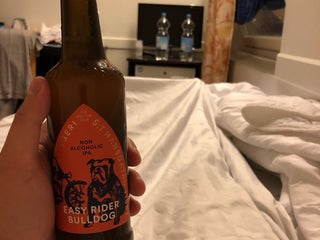 NON
ALCOHOLIC
IPA
EASY RIDER
BULLDOG